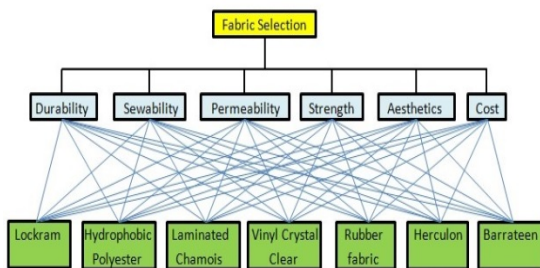 Fabric Selection
Durability Sewability Permeability Strength Aesthetics Cost
Lockram Hydrophobic Laminated Vinyl Crystal Rubber Herculon Barrateen
Polyester Chamois Clear fabric